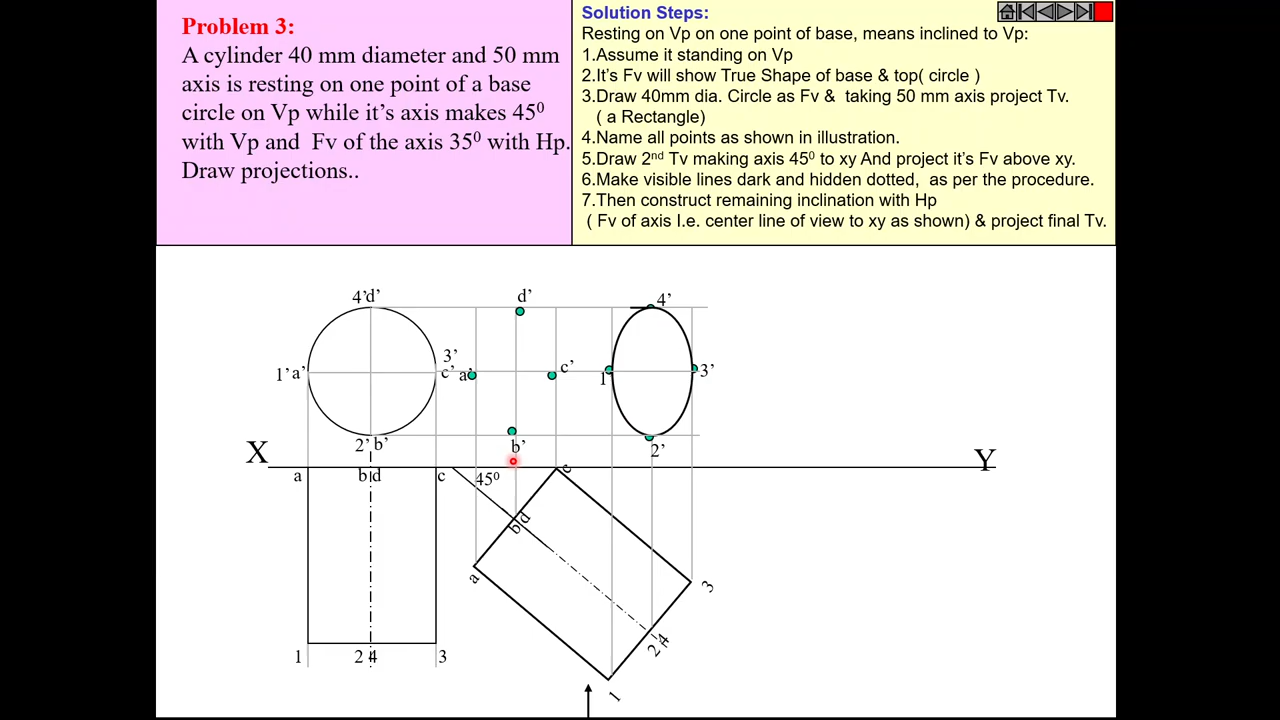 Problem 3:
A cylinder 40 mm diameter and 50 mm
axis is resting on one point of a base
circle on Vp while it's axis makes 45⁰
with Vp and Fv of the axis 35⁰ with Hp.
Draw projections..
Solution Steps:
Resting on Vp on one point of base, means inclined to Vp:
1.Assume it standing on Vp
2.It's Fv will show True Shape of base & top( circle )
3.Draw 40mm dia. Circle as Fv & taking 50 mm axis project Tv.
( a Rectangle)
4.Name all points as shown in illustration.
5.Draw 2ⁿᵈ Tv making axis 45⁰ to xy And project it's Fv above xy.
6.Make visible lines dark and hidden dotted, as per the procedure.
7.Then construct remaining inclination with Hp
( Fv of axis I.e. center line of view to xy as shown) & project final Tv.
4'd' d' 4'
3'
1'a' c' a' c' 1' 3'
2' b' b' 2'
X Y
a b d c 45⁰ c
b d
a
3
2 4
1 2 4 3
1